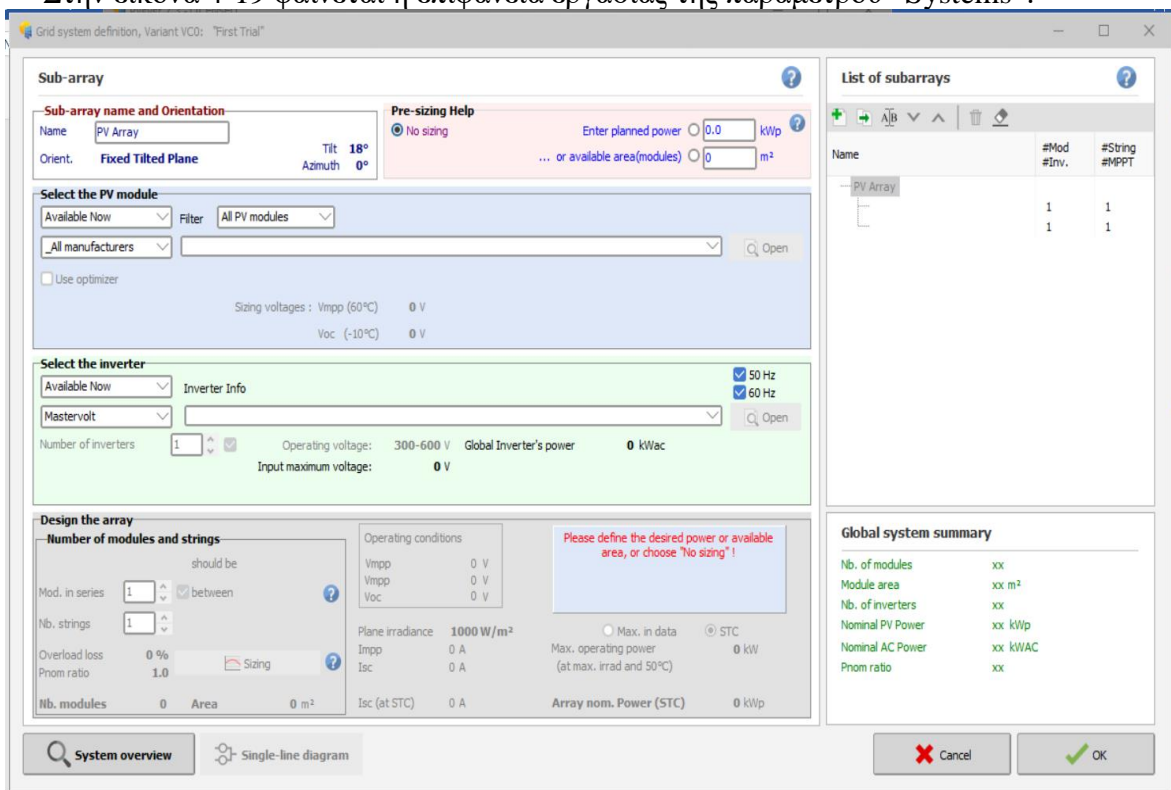 Στην εικόνα 4-19 φαίνεται η επιφάνεια εργασίας της παραμέτρου "Systems".
Grid system definition, Variant VC0: "First Trial"
Sub-array
Sub-array name and Orientation
Name PV Array
Orient. Fixed Tilted Plane
Tilt 18°
Azimuth 0°
Pre-sizing Help
No sizing
Enter planned power 0.0 kWp
... or available area(modules) 0 m²
Select the PV module
Available Now Filter All PV modules
_All manufacturers Open
Use optimizer
Sizing voltages : Vmpp (60°C) 0 V
Voc (-10°C) 0 V
Select the inverter
Available Now Inverter Info
50 Hz
60 Hz
Mastervolt Open
Number of inverters 1 Operating voltage: 300-600 V Global Inverter's power 0 kWac
Input maximum voltage: 0 V
Design the array
Number of modules and strings
should be
Mod. in series 1 between
Nb. strings 1
Overload loss 0 %
Pnom ratio 1.0
Sizing
Nb. modules 0 Area 0 m²
Operating conditions
Vmpp 0 V
Vmpp 0 V
Voc 0 V
Plane irradiance 1000 W/m²
Impp 0 A
Isc 0 A
Isc (at STC) 0 A
Please define the desired power or available
area, or choose "No sizing" !
Max. in data STC
Max. operating power 0 kW
(at max. irrad and 50°C)
Array nom. Power (STC) 0 kWp
List of subarrays
Name #Mod #String
#Inv. #MPPT
PV Array
1 1
1 1
Global system summary
Nb. of modules xx
Module area xx m²
Nb. of inverters xx
Nominal PV Power xx kWp
Nominal AC Power xx kWAC
Pnom ratio xx
System overview
Single-line diagram
Cancel
OK